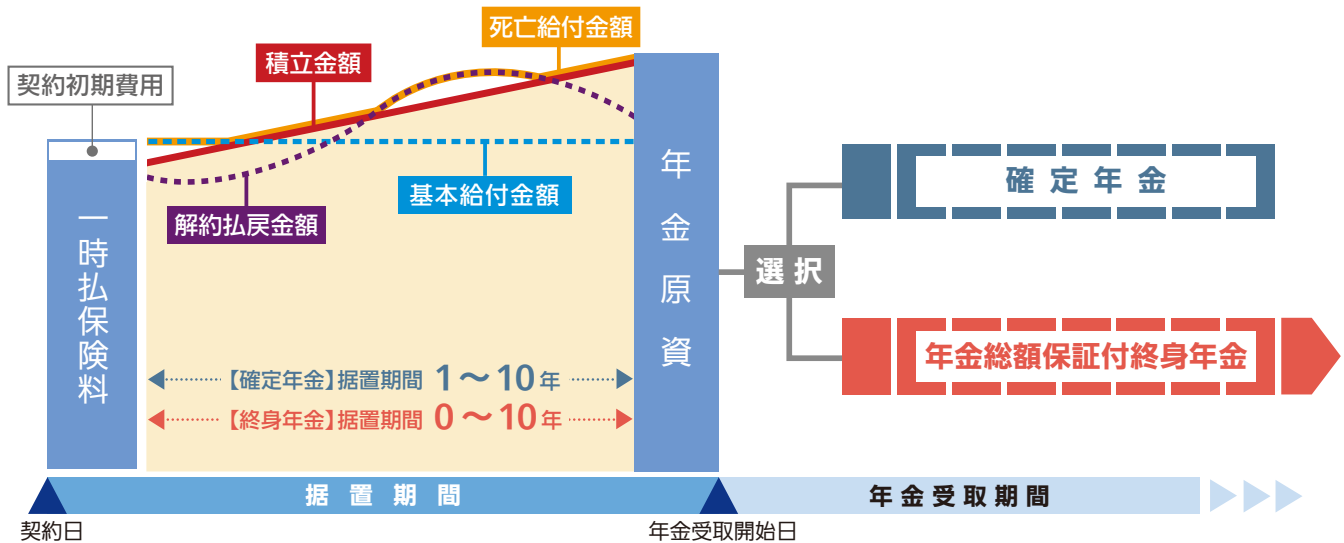 死亡給付金額
積立金額
契約初期費用
基本給付金額
解約払戻金額
一時払保険料
年金原資
確定年金
選択
年金総額保証付終身年金
【確定年金】据置期間 1～10年
【終身年金】据置期間 0～10年
据置期間
年金受取期間
契約日
年金受取開始日